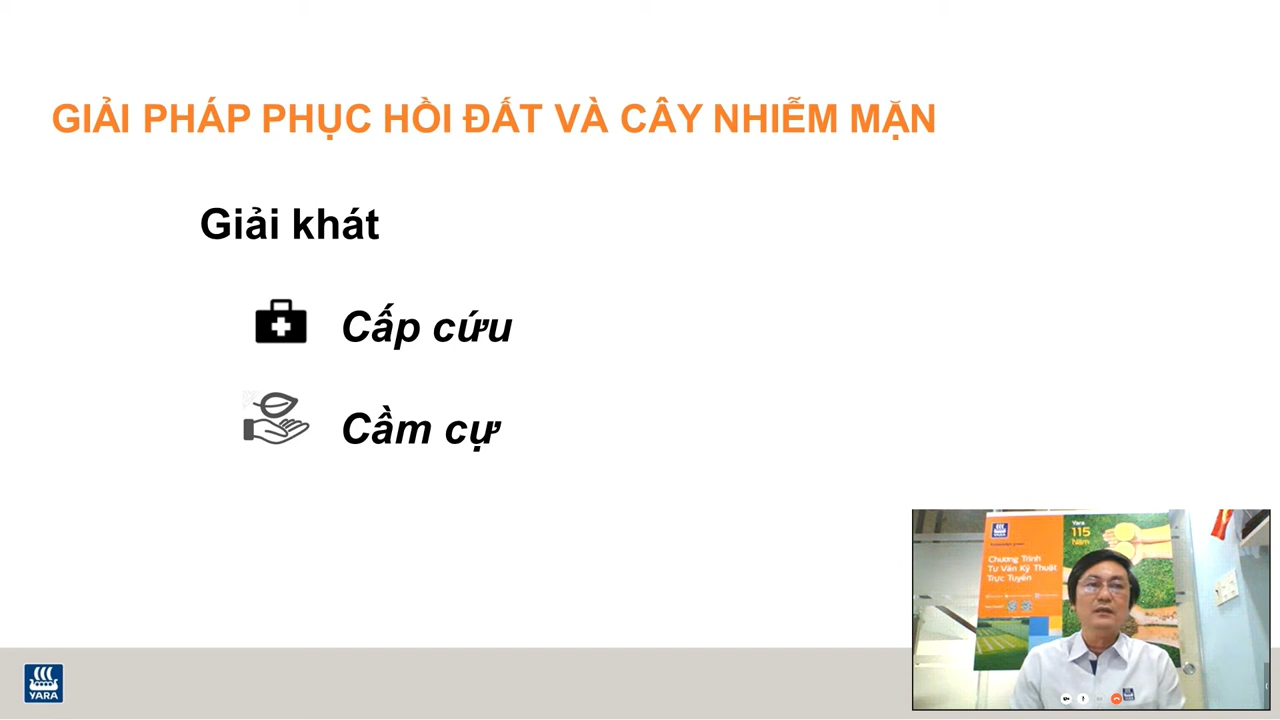 GIẢI PHÁP PHỤC HỒI ĐẤT VÀ CÂY NHIỄM MẶN
Giải khát
Cấp cứu
Cầm cự
YARA
YARA
Yara
115
Năm
Chương Trình
Tư Vấn Kỹ Thuật
Trực Tuyến